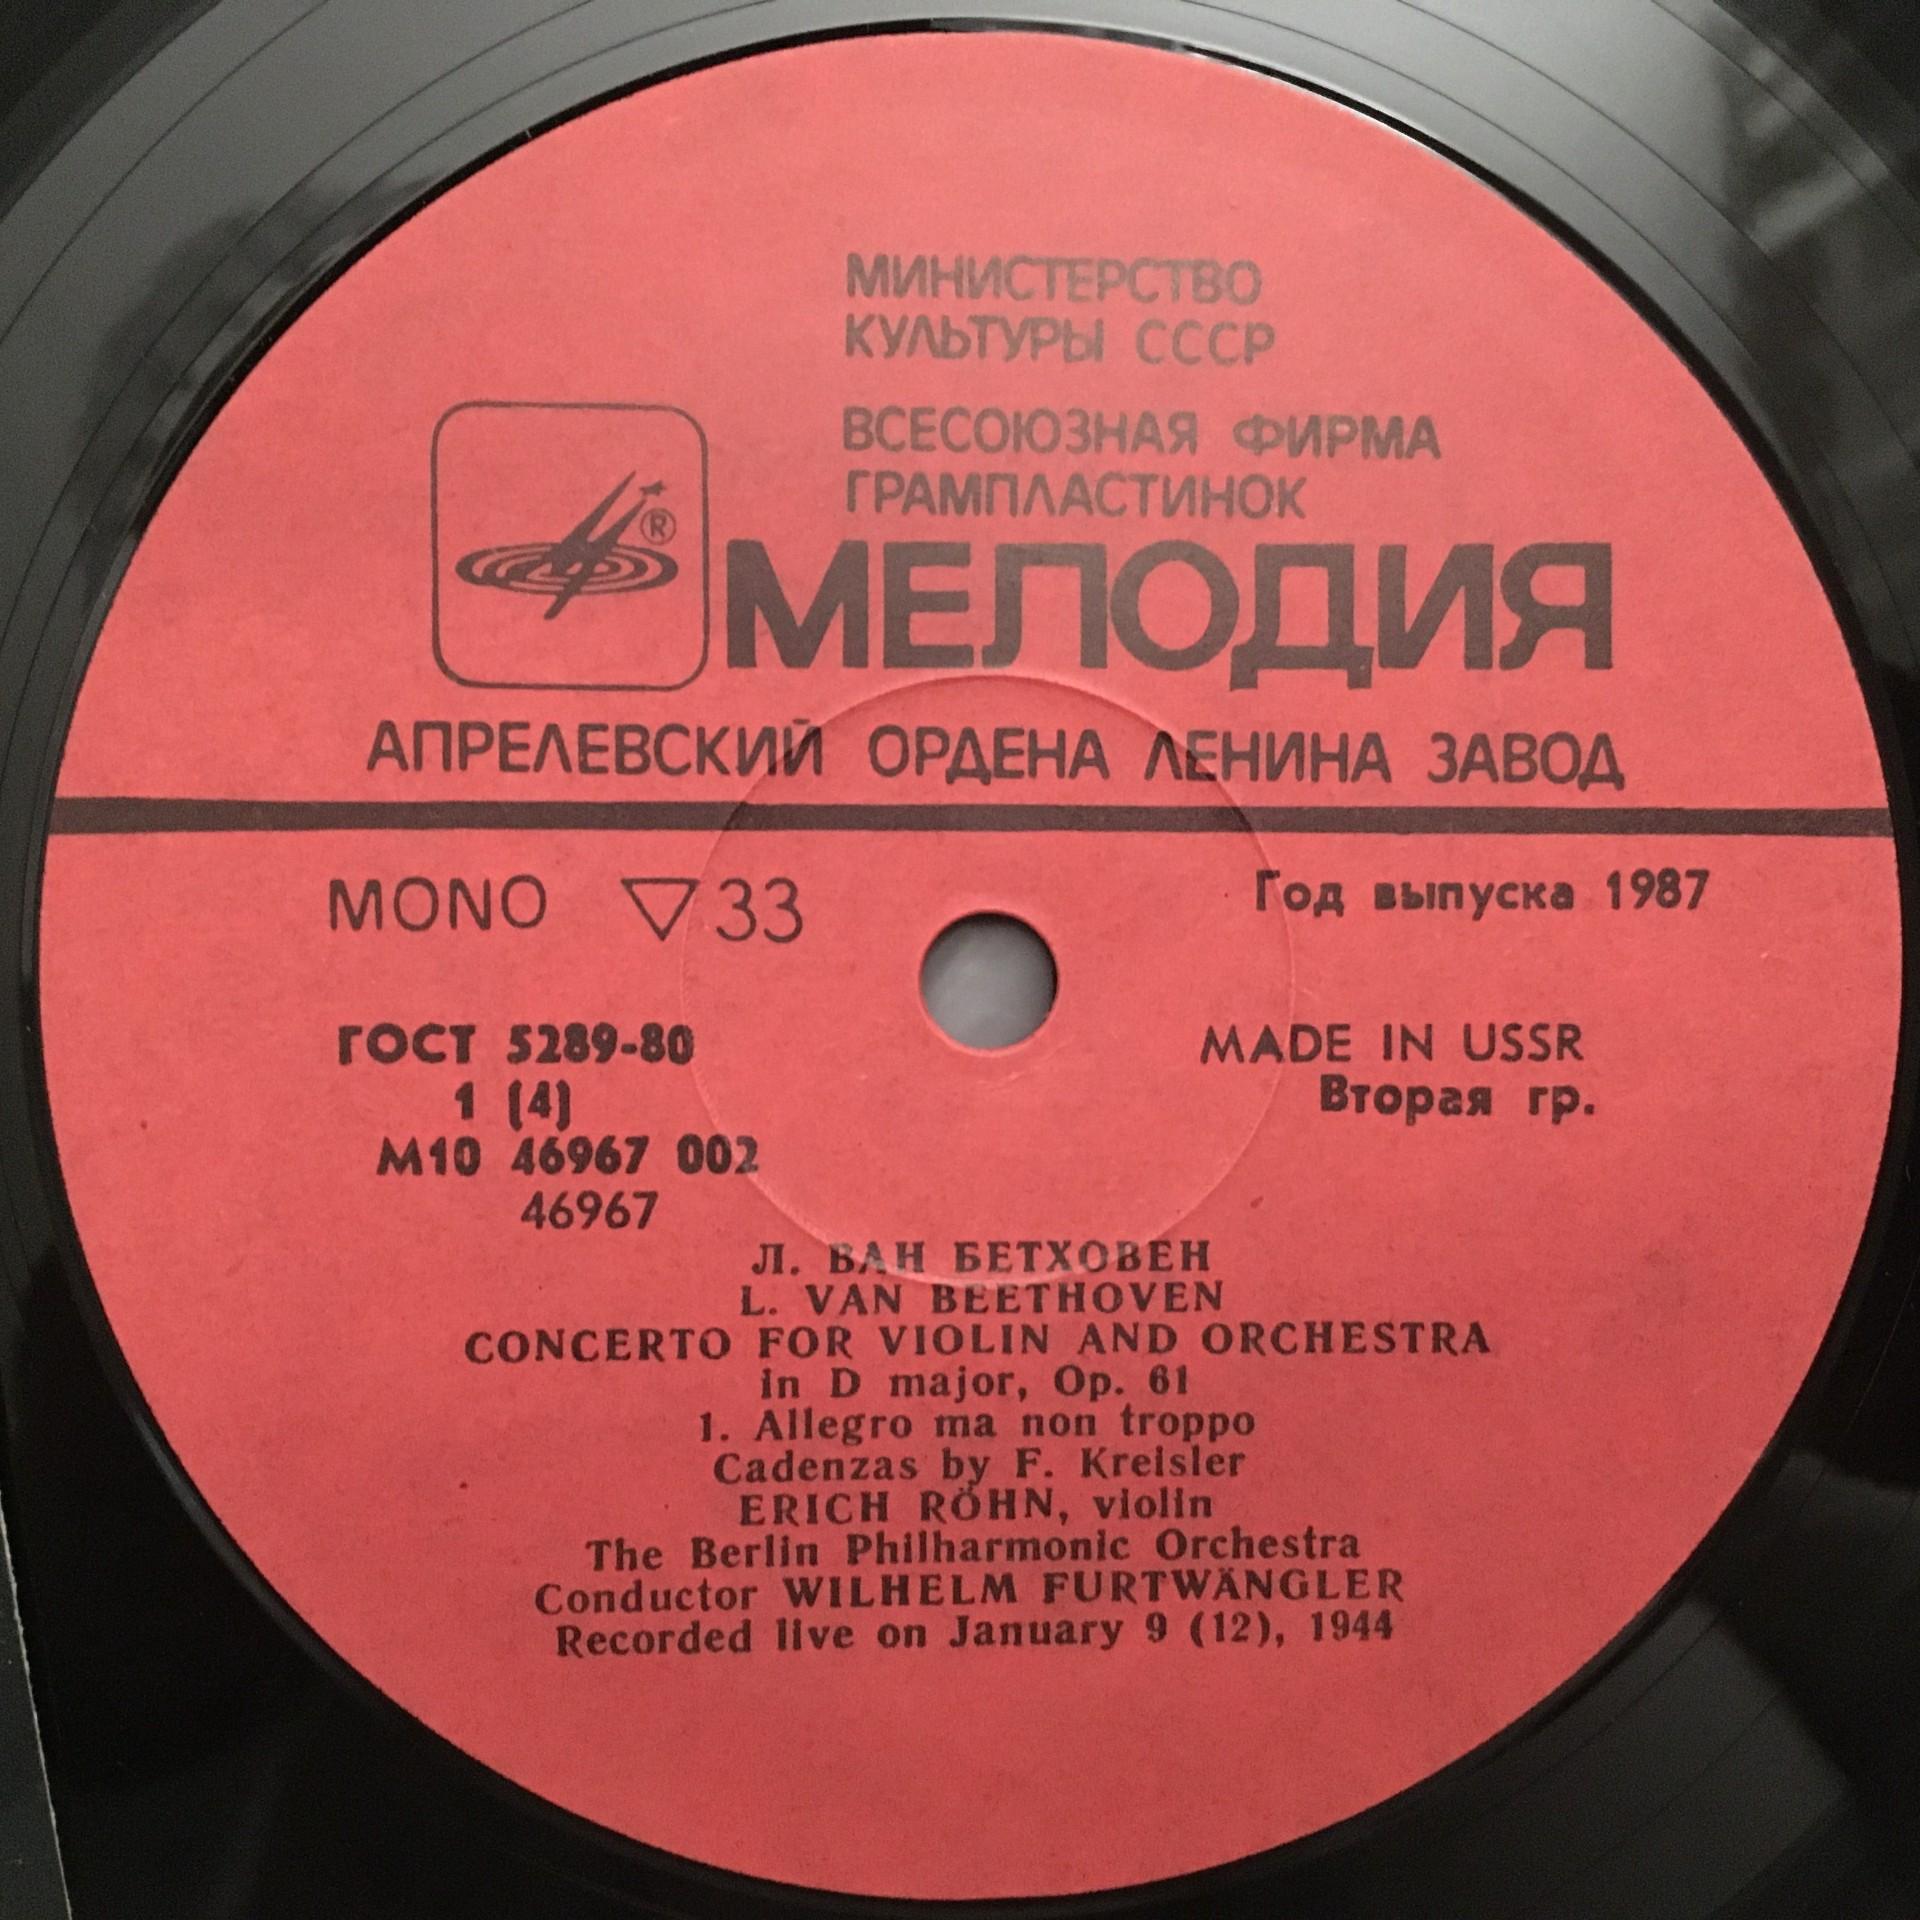 МИНИСТЕРСТВО
КУЛЬТУРЫ СССР
ВСЕСОЮЗНАЯ ФИРМА
ГРАМПЛАСТИНОК
®
МЕЛОДИЯ
АПРЕЛЕВСКИЙ ОРДЕНА ЛЕНИНА ЗАВОД
MONO ▽33
Год выпуска 1987
ГОСТ 5289-80
MADE IN USSR
1 (4)
Вторая гр.
М10 46967 002
46967
Л. ВАН БЕТХОВЕН
L. VAN BEETHOVEN
CONCERTO FOR VIOLIN AND ORCHESTRA
in D major, Op. 61
1. Allegro ma non troppo
Cadenzas by F. Kreisler
ERICH RÖHN, violin
The Berlin Philharmonic Orchestra
Conductor WILHELM FURTWÄNGLER
Recorded live on January 9 (12), 1944